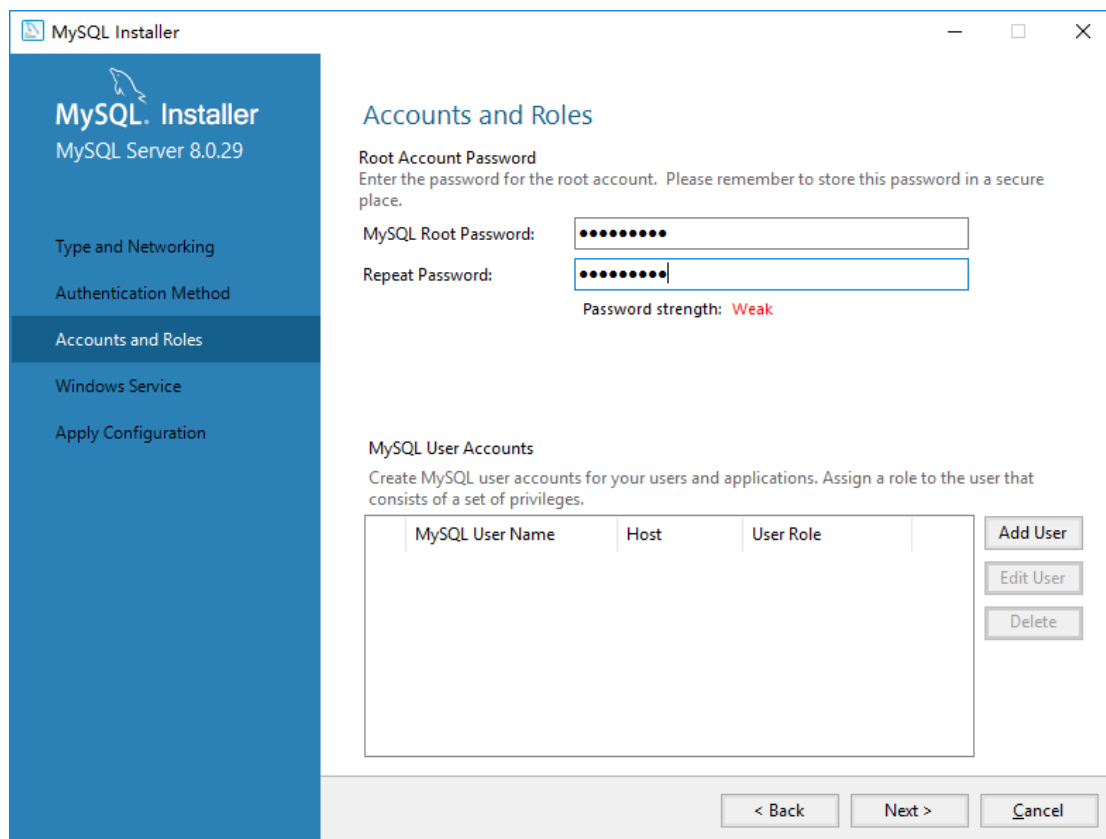 MySQL Installer
MySQL. Installer
MySQL Server 8.0.29
Type and Networking
Authentication Method
Accounts and Roles
Windows Service
Apply Configuration
Accounts and Roles
Root Account Password
Enter the password for the root account.  Please remember to store this password in a secure
place.
MySQL Root Password: ●●●●●●●●●
Repeat Password: ●●●●●●●●●
Password strength: Weak
MySQL User Accounts
Create MySQL user accounts for your users and applications. Assign a role to the user that
consists of a set of privileges.
MySQL User Name Host User Role
Add User
Edit User
Delete
< Back Next > Cancel